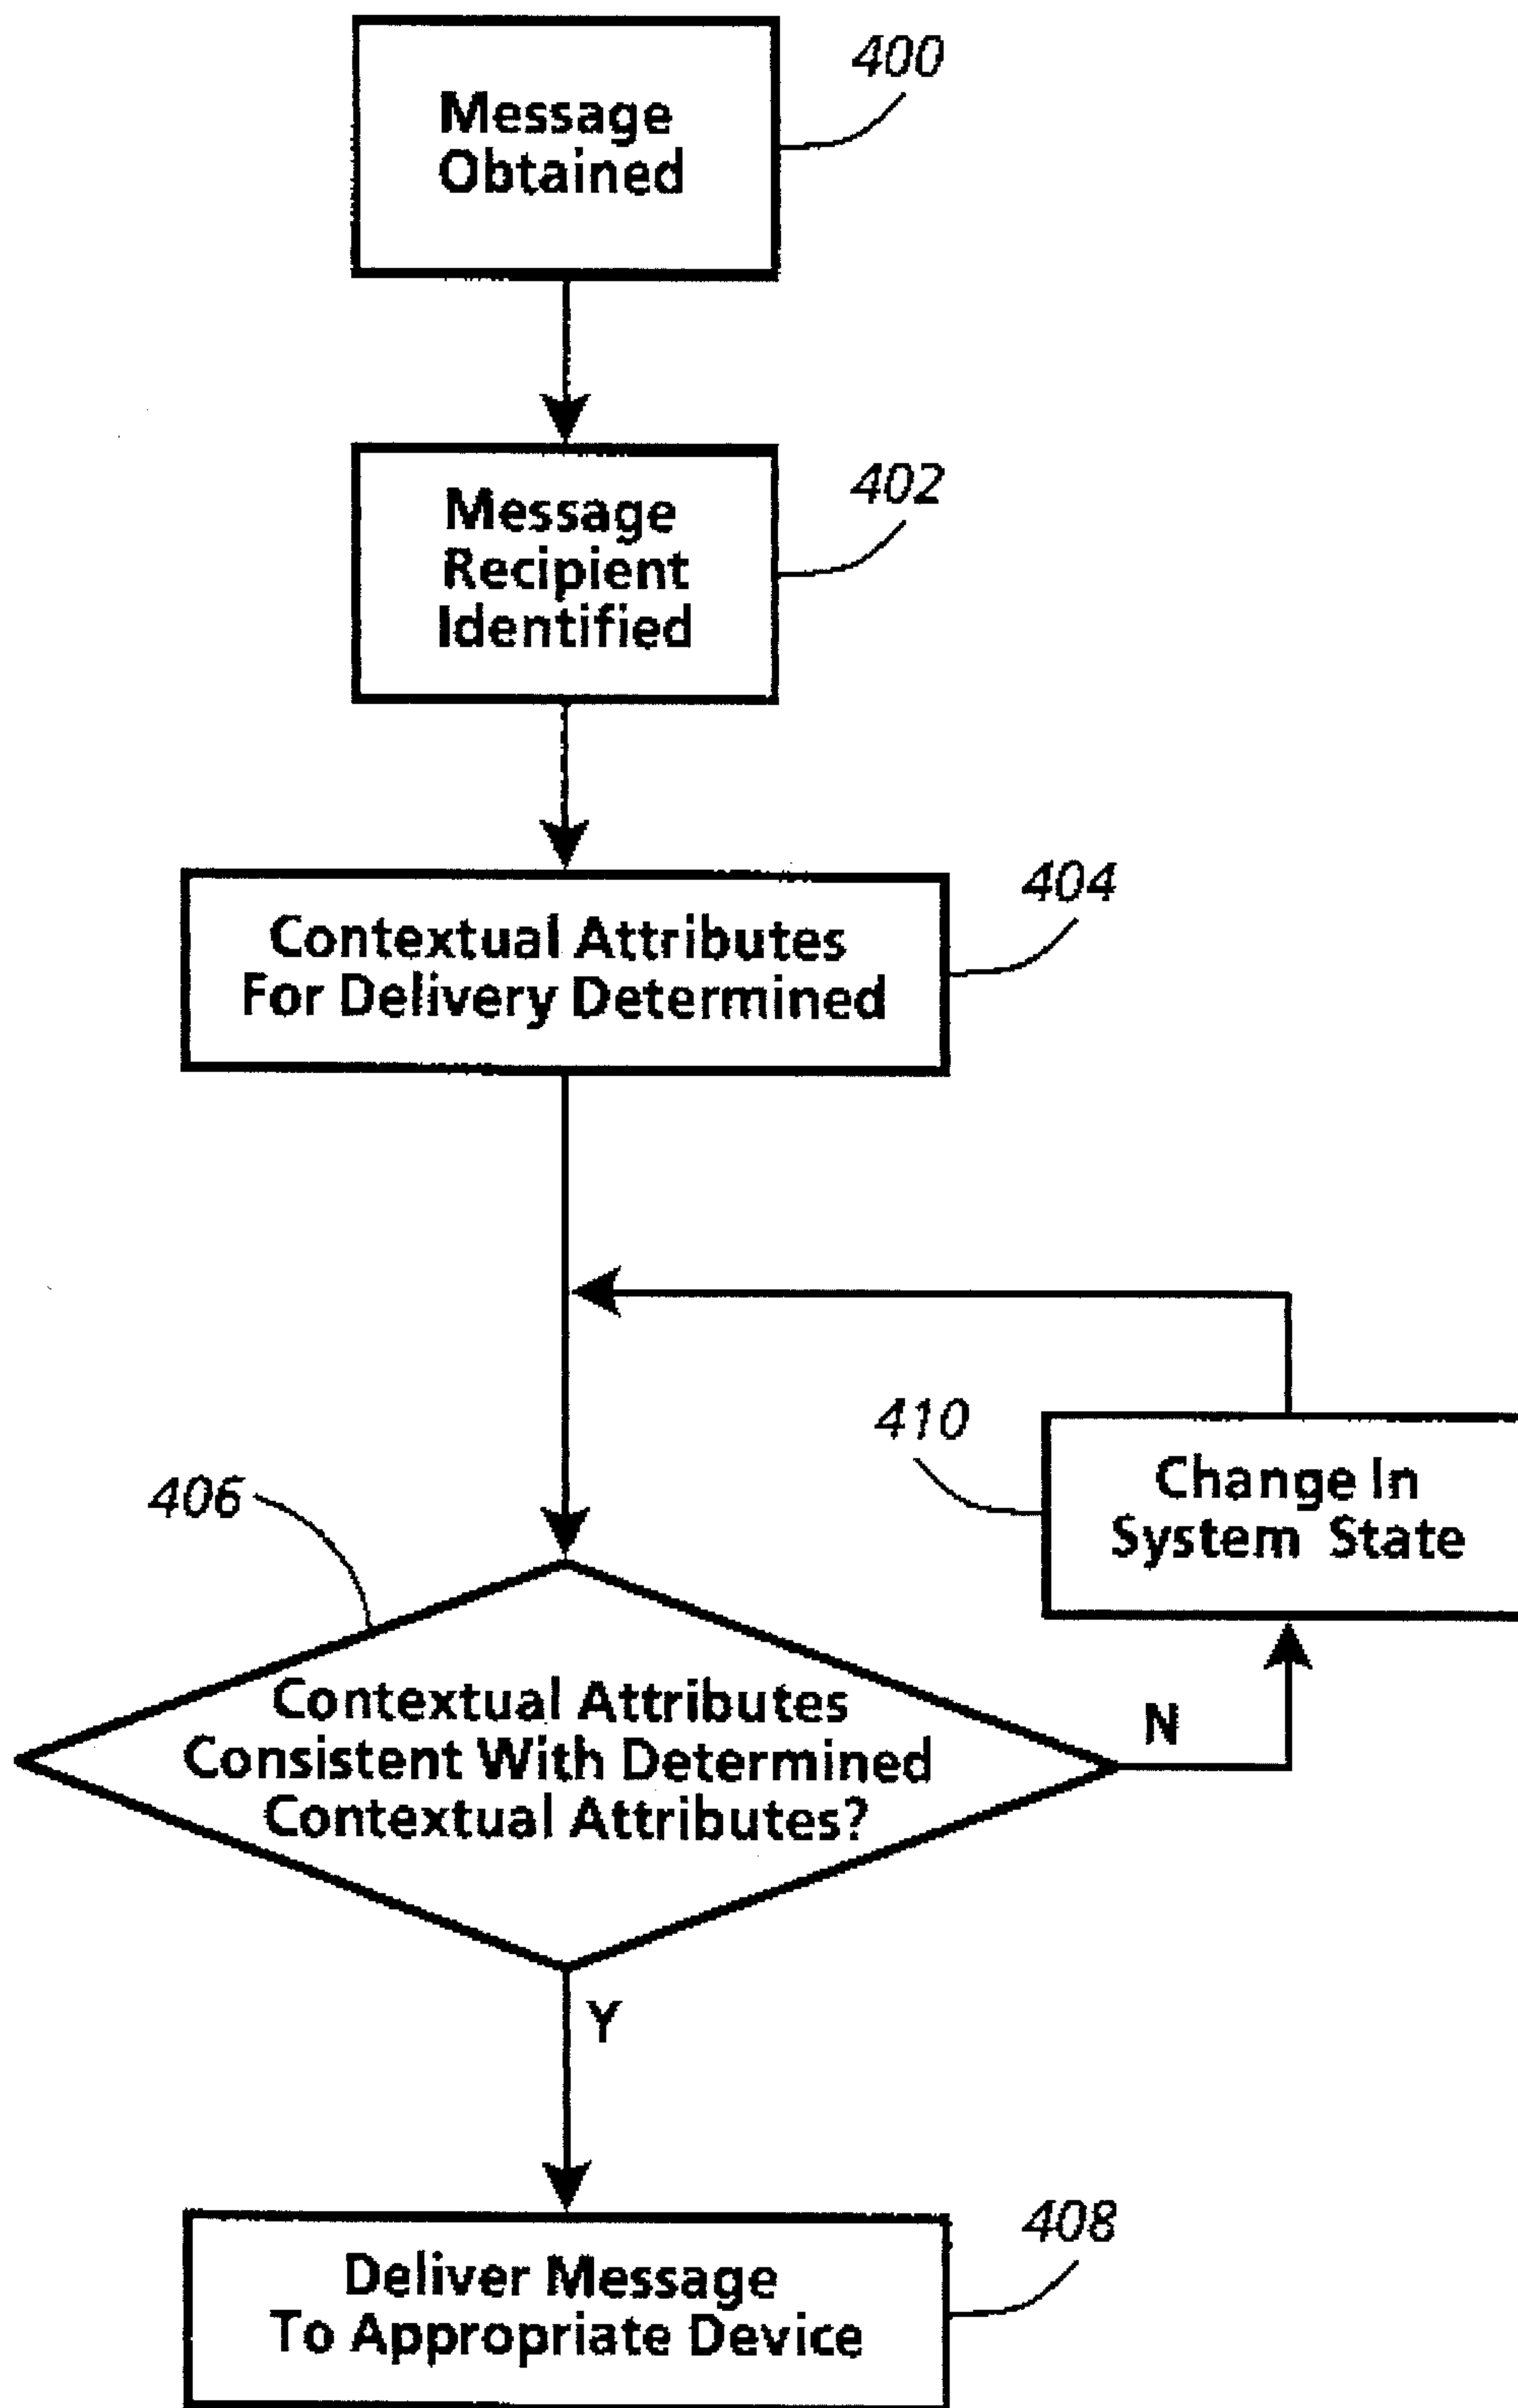 Message
Obtained
400
Message
Recipient
Identified
402
Contextual Attributes
For Delivery Determined
404
410
Change In
System State
406
Contextual Attributes
Consistent With Determined
Contextual Attributes?
N
Y
Deliver Message
To Appropriate Device
408